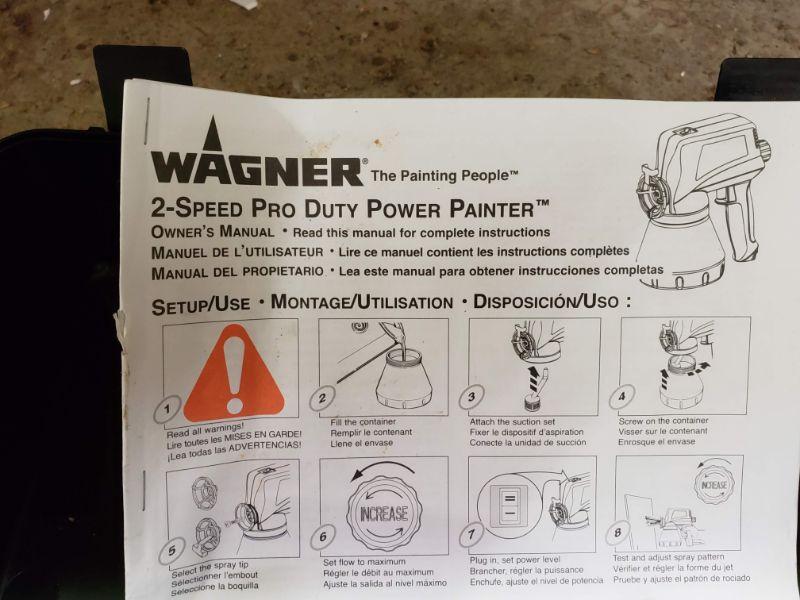 WAGNER® The Painting People™
2-SPEED PRO DUTY POWER PAINTER™
OWNER'S MANUAL • Read this manual for complete instructions
MANUEL DE L'UTILISATEUR • Lire ce manuel contient les instructions complètes
MANUAL DEL PROPIETARIO • Lea este manual para obtener instrucciones completas
SETUP/USE • MONTAGE/UTILISATION • DISPOSICIÓN/USO :
1
Read all warnings!
Lire toutes les MISES EN GARDE!
¡Lea todas las ADVERTENCIAS!
2
Fill the container
Remplir le contenant
Llene el envase
3
Attach the suction set
Fixer le dispositif d'aspiration
Conecte la unidad de succión
4
Screw on the container
Visser sur le contenant
Enrosque el envase
5
Select the spray tip
Sélectionner l'embout
Seleccione la boquilla
INCREASE
6
Set flow to maximum
Régler le débit au maximum
Ajuste la salida al nivel máximo
7
Plug in, set power level
Brancher, régler la puissance
Enchufe, ajuste el nivel de potencia
INCREASE
8
Test and adjust spray pattern
Vérifier et régler la forme du jet
Pruebe y ajuste el patrón de rociado